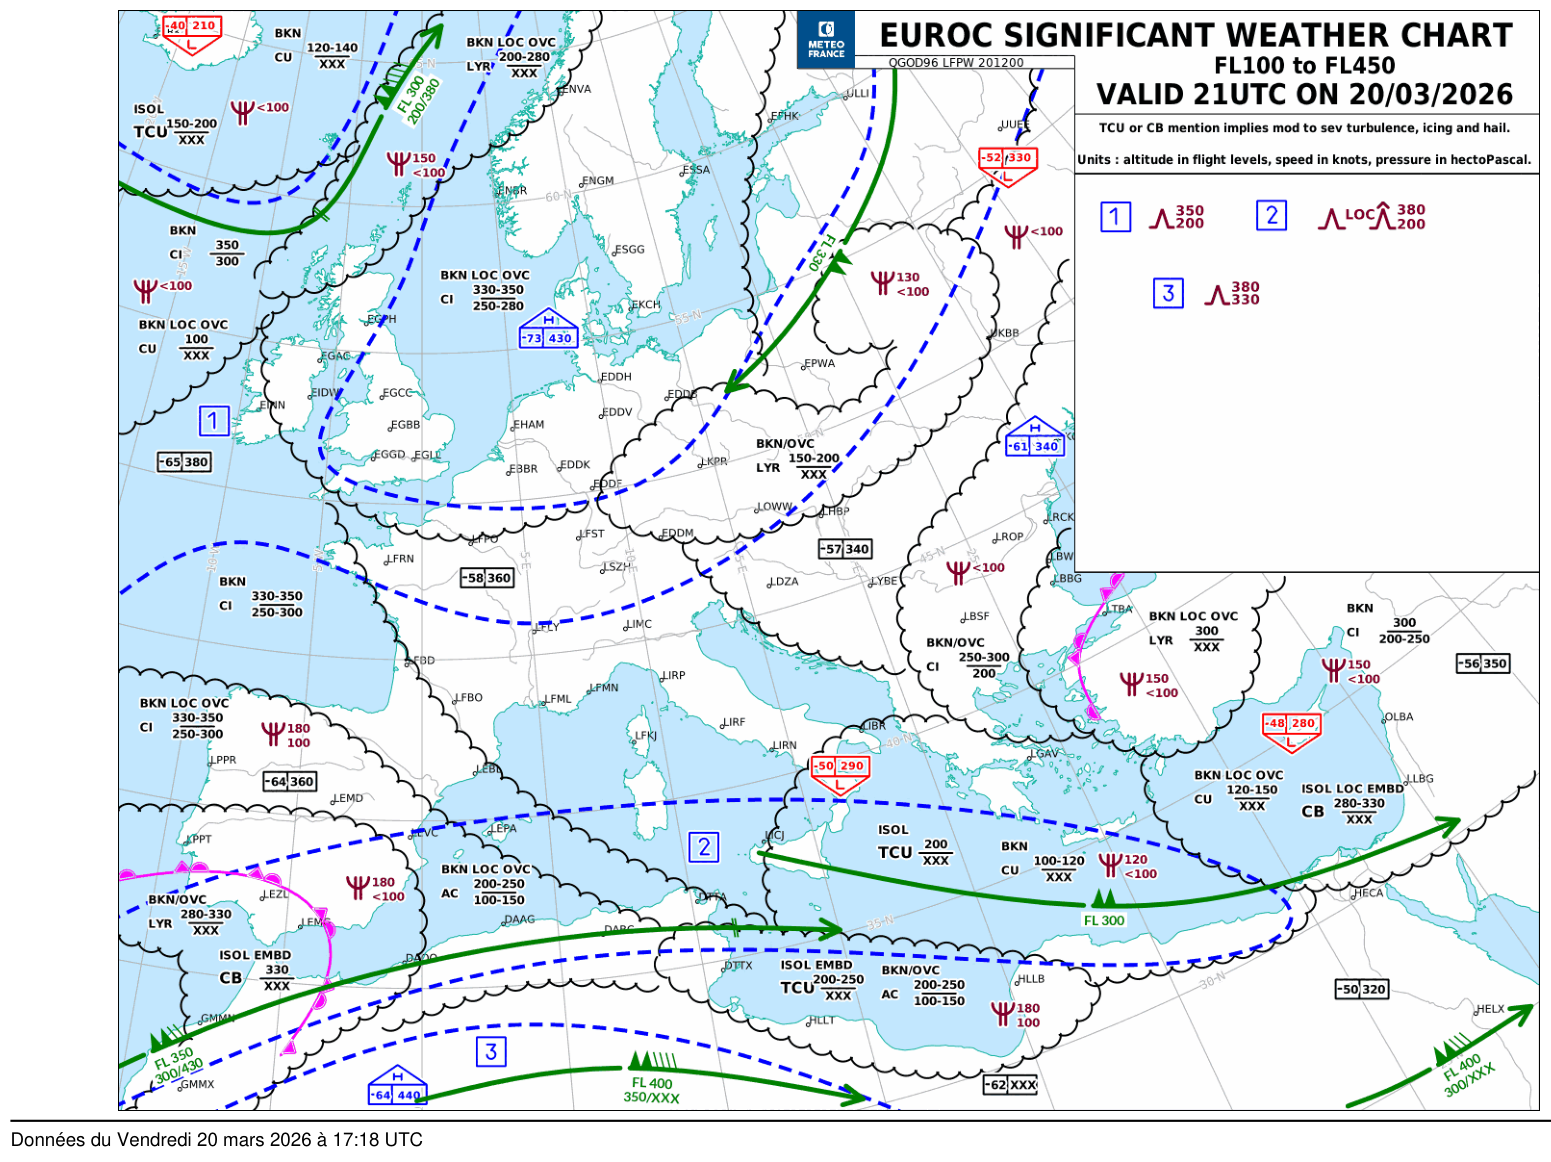 EUROC SIGNIFICANT WEATHER CHART
METEO
FRANCE
QGOD96 LFPW 201200
FL100 to FL450
VALID 21UTC ON 20/03/2026
TCU or CB mention implies mod to sev turbulence, icing and hail.
Units : altitude in flight levels, speed in knots, pressure in hectoPascal.
1
350
200
2
LOC
380
200
3
380
330
-40 210
L
BKN
CU
120-140
XXX
BKN LOC OVC
LYR
200-280
XXX
FL 300
200/380
ENVA
ISOL
TCU
150-200
XXX
<100
150
<100
ULLI
EFHK
UUEE
-52 330
L
ENBR
ENGM
ESSA
60 N
BKN
CI
350
300
<100
ESGG
FL330
130
<100
<100
BKN LOC OVC
CI
330-350
250-280
EKCH
55 N
H
-73 430
BKN LOC OVC
CU
100
XXX
EGPH
EGAC
UKBB
EPWA
EDDH
EIDW
EGCC
EDDB
EINN
EDDV
1
EGBB
EHAM
H
-61 340
BKN/OVC
LYR
150-200
XXX
-65 380
EGGD
EGLL
EBBR
EDDK
LKPR
EDDF
LOWW
LHBP
LRCK
LFPO
LFST
EDDM
LROP
-57 340
45 N
LFRN
5 E
10 E
LBW
-58 360
LSZH
LDZA
LYBE
<100
LBBG
BKN
CI
330-350
250-300
LBSF
LTBA
LFLY
LIMC
BKN LOC OVC
LYR
300
XXX
BKN
CI
300
200-250
BKN/OVC
CI
250-300
200
LFBD
150
<100
150
<100
-56 350
LFBO
LFML
LFMN
LIRP
BKN LOC OVC
CI
330-350
250-300
180
100
LIRF
LIBR
LFKJ
LIRN
40 N
OLBA
-48 280
L
LPPR
LEBL
-50 290
L
LGAV
-64 360
LEMD
BKN LOC OVC
CU
120-150
XXX
ISOL LOC EMBD
CB
280-330
XXX
LLBG
LPPT
LEVC
LEPA
LICJ
2
ISOL
TCU
200
XXX
BKN
CU
100-120
XXX
120
<100
BKN LOC OVC
AC
200-250
100-150
180
<100
LEZL
BKN/OVC
LYR
280-330
XXX
LEMG
DTTA
HECA
DAAG
DABC
FL 300
35 N
ISOL EMBD
CB
330
XXX
DAOO
DTTX
ISOL EMBD
TCU
200-250
XXX
BKN/OVC
AC
200-250
100-150
HLLB
30 N
-50 320
180
100
HELX
GMMN
HLLT
FL 350
300/430
3
FL 400
350/XXX
FL 400
300/XXX
GMMX
H
-64 440
-62 XXX
Données du Vendredi 20 mars 2026 à 17:18 UTC